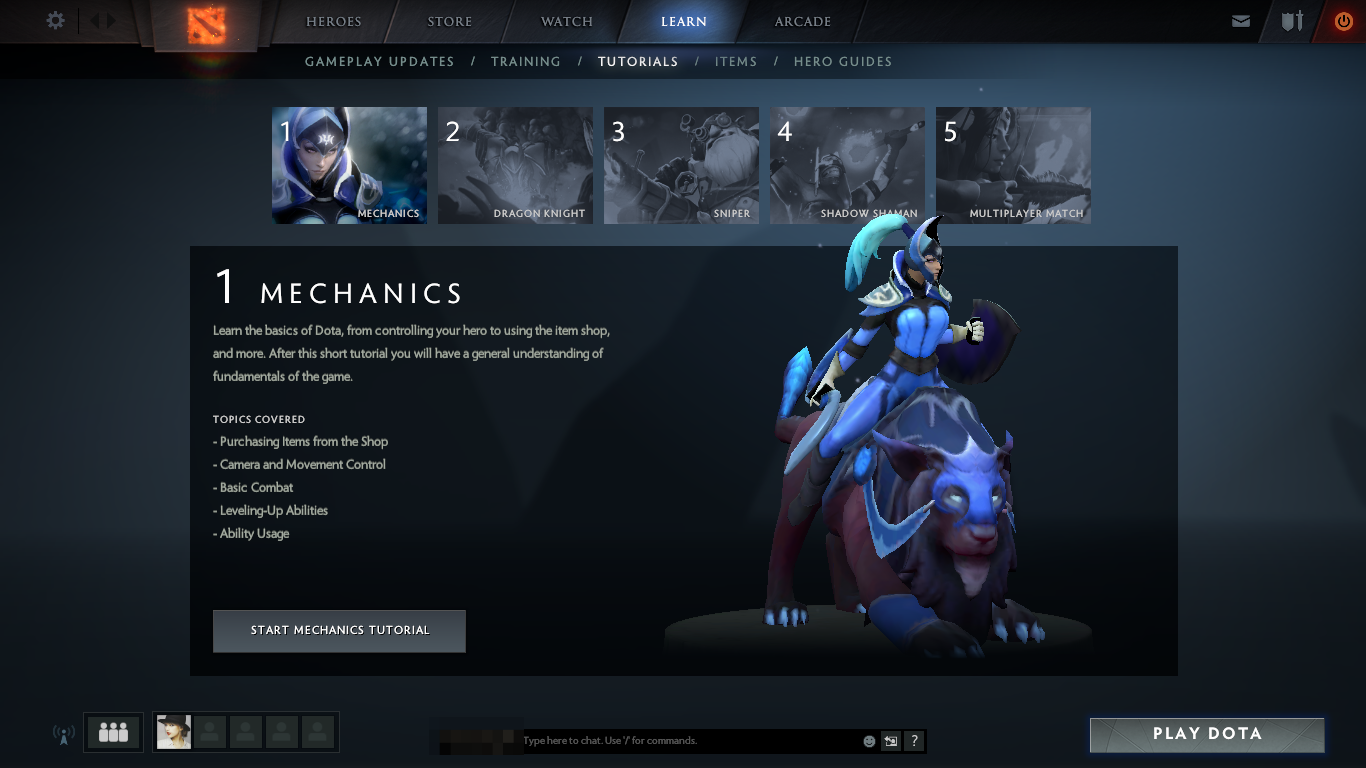 HEROES STORE WATCH LEARN ARCADE
GAMEPLAY UPDATES / TRAINING / TUTORIALS / ITEMS / HERO GUIDES
1 2 3 4 5
MECHANICS DRAGON KNIGHT SNIPER SHADOW SHAMAN MULTIPLAYER MATCH
1 MECHANICS
Learn the basics of Dota, from controlling your hero to using the item shop,
and more. After this short tutorial you will have a general understanding of
fundamentals of the game.
TOPICS COVERED
- Purchasing Items from the Shop
- Camera and Movement Control
- Basic Combat
- Leveling-Up Abilities
- Ability Usage
START MECHANICS TUTORIAL
Type here to chat. Use '/' for commands.
?
PLAY DOTA